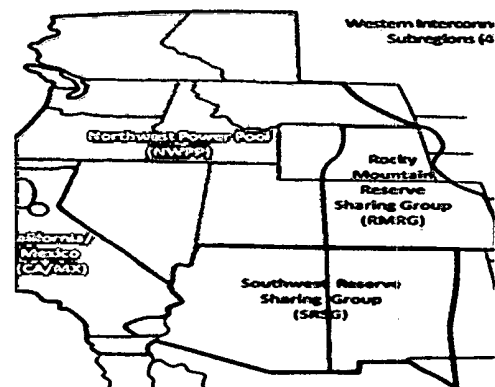 Western Interconne
Subregions (4
Northwest Power Pool
(NWPP)
Rocky
Mountain
Reserve
Sharing Group
(RMRG)
alifornia/
Mexico
(CA/MX)
Southwest Reserve
Sharing Group
(SRSG)